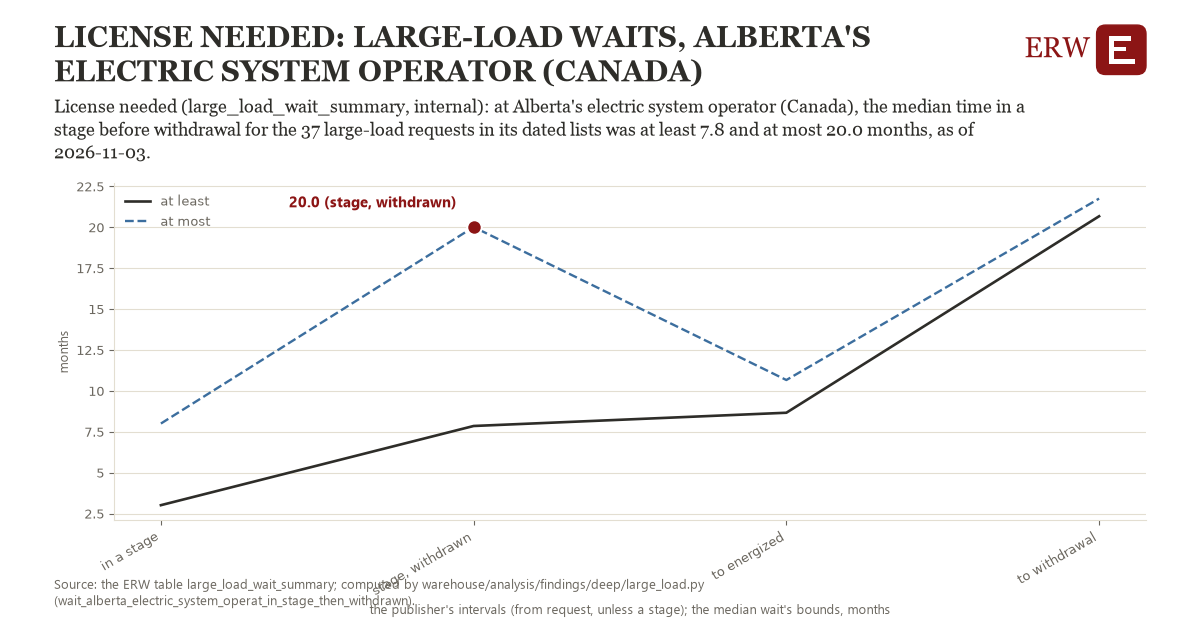 LICENSE NEEDED: LARGE-LOAD WAITS, ALBERTA'S
ELECTRIC SYSTEM OPERATOR (CANADA)
ERW E
License needed (large_load_wait_summary, internal): at Alberta's electric system operator (Canada), the median time in a
stage before withdrawal for the 37 large-load requests in its dated lists was at least 7.8 and at most 20.0 months, as of
2026-11-03.
at least
at most
20.0 (stage, withdrawn)
months
22.5
20
17.5
15
12.5
10
7.5
5
2.5
in a stage
stage, withdrawn
to energized
to withdrawal
Source: the ERW table large_load_wait_summary; computed by warehouse/analysis/findings/deep/large_load.py
(wait_alberta_electric_system_operat_in_stage_then_withdrawn).
the publisher's intervals (from request, unless a stage); the median wait's bounds, months